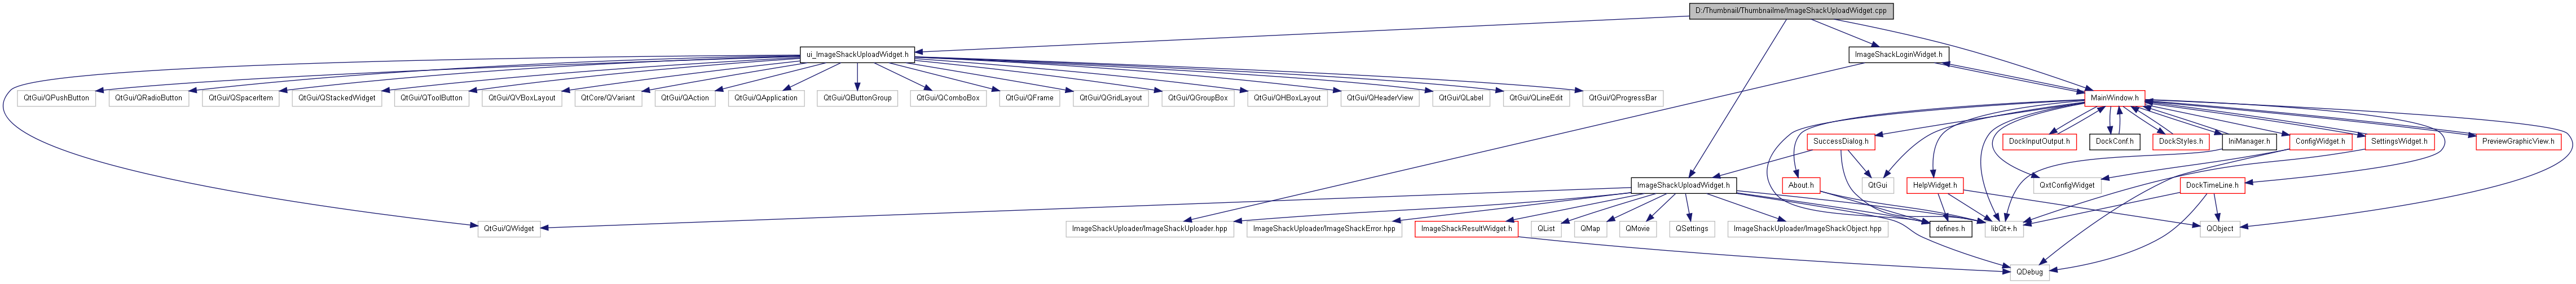 D:/Thumbnail/Thumbnailme/ImageShackUploadWidget.cpp
ui_ImageShackUploadWidget.h
ImageShackLoginWidget.h
QtGui/QPushButton
QtGui/QRadioButton
QtGui/QSpacerItem
QtGui/QStackedWidget
QtGui/QToolButton
QtGui/QVBoxLayout
QtCore/QVariant
QtGui/QAction
QtGui/QApplication
QtGui/QButtonGroup
QtGui/QComboBox
QtGui/QFrame
QtGui/QGridLayout
QtGui/QGroupBox
QtGui/QHBoxLayout
QtGui/QHeaderView
QtGui/QLabel
QtGui/QLineEdit
QtGui/QProgressBar
MainWindow.h
SuccessDialog.h
DockInputOutput.h
DockConf.h
DockStyles.h
IniManager.h
ConfigWidget.h
SettingsWidget.h
PreviewGraphicView.h
ImageShackUploadWidget.h
About.h
QtGui
HelpWidget.h
QxtConfigWidget
DockTimeLine.h
QtGui/QWidget
ImageShackUploader/ImageShackUploader.hpp
ImageShackUploader/ImageShackError.hpp
ImageShackResultWidget.h
QList
QMap
QMovie
QSettings
ImageShackUploader/ImageShackObject.hpp
defines.h
libQt+.h
QObject
QDebug